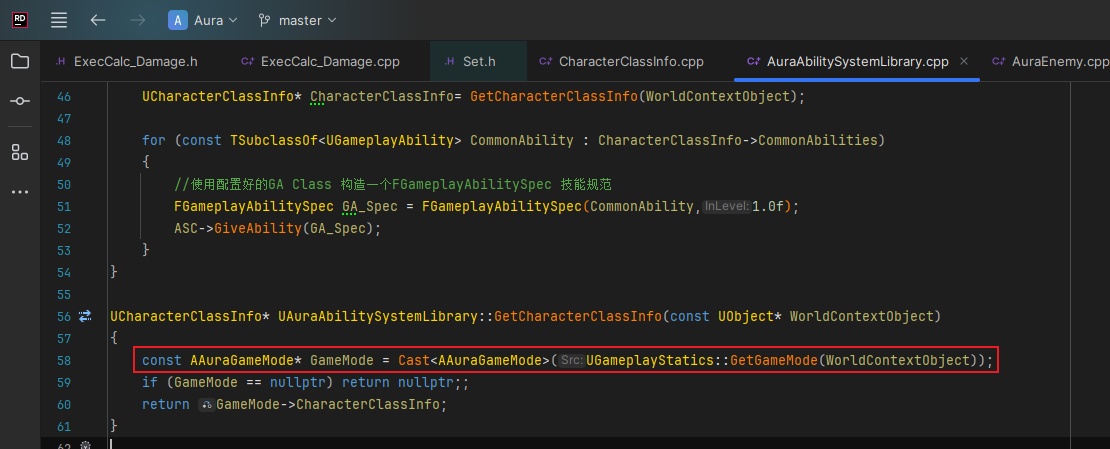 RD
A Aura master
ExecCalc_Damage.h ExecCalc_Damage.cpp Set.h CharacterClassInfo.cpp AuraAbilitySystemLibrary.cpp AuraEnemy.cpp
46 UCharacterClassInfo* CharacterClassInfo= GetCharacterClassInfo(WorldContextObject);
47
48 for (const TSubclassOf<UGameplayAbility> CommonAbility : CharacterClassInfo->CommonAbilities)
49 {
50 //使用配置好的GA Class 构造一个FGameplayAbilitySpec 技能规范
51 FGameplayAbilitySpec GA_Spec = FGameplayAbilitySpec(CommonAbility,InLevel:1.0f);
52 ASC->GiveAbility(GA_Spec);
53 }
54 }
55
56 UCharacterClassInfo* UAuraAbilitySystemLibrary::GetCharacterClassInfo(const UObject* WorldContextObject)
57 {
58 const AAuraGameMode* GameMode = Cast<AAuraGameMode>(Src:UGameplayStatics::GetGameMode(WorldContextObject));
59 if (GameMode == nullptr) return nullptr;;
60 return GameMode->CharacterClassInfo;
61 }
62